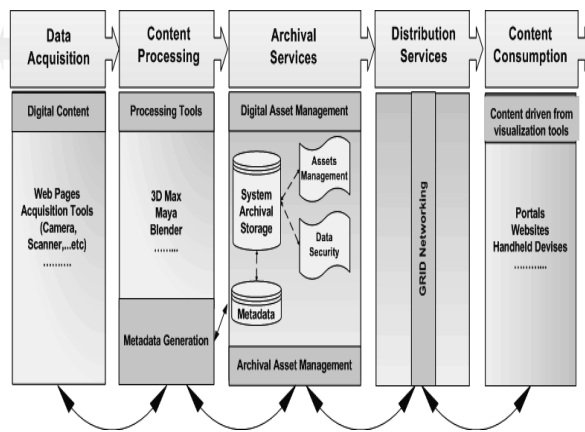 Data
Acquisition
Content
Processing
Archival
Services
Distribution
Services
Content
Consumption
Digital Content
Web Pages
Acquisition Tools
(Camera,
Scanner,...etc)
..........
Processing Tools
3D Max
Maya
Blender
.........
Metadata Generation
Digital Asset Management
System
Archival
Storage
Assets
Management
Data
Security
Metadata
Archival Asset Management
GRID Networking
Content driven from
visualization tools
Portals
Websites
Handheld Devises
............